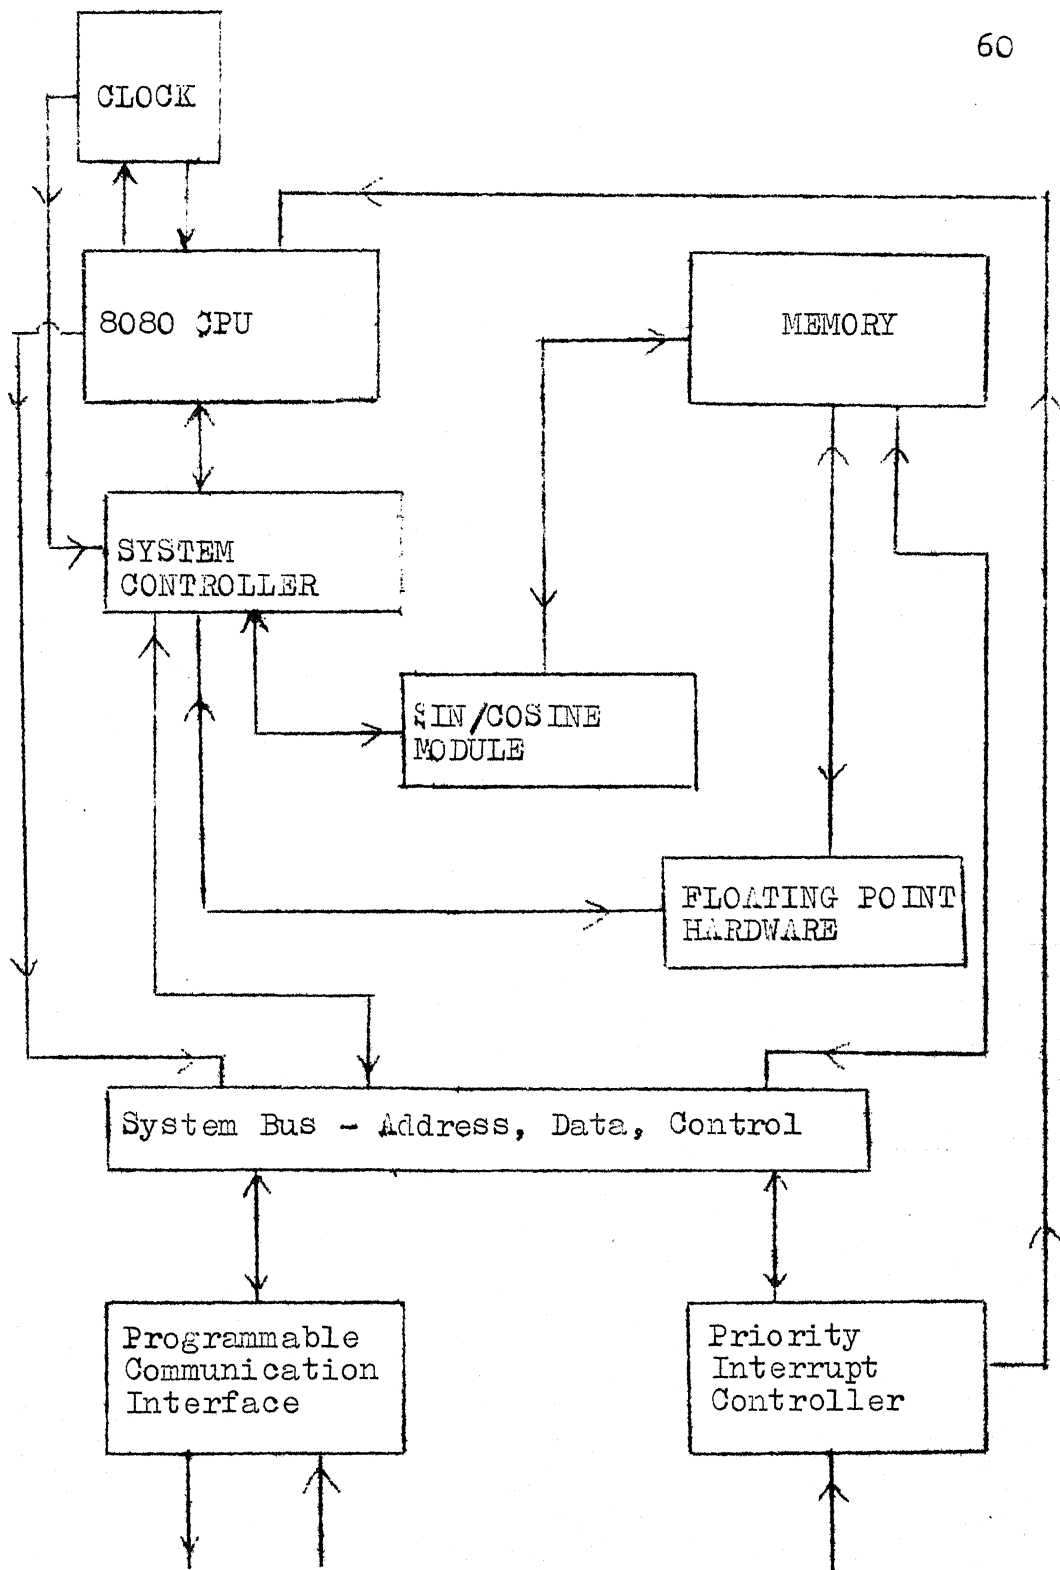 60
CLOCK
8080 CPU
MEMORY
SYSTEM
CONTROLLER
SIN/COSINE
MODULE
FLOATING POINT
HARDWARE
System Bus - Address, Data, Control
Programmable
Communication
Interface
Priority
Interrupt
Controller